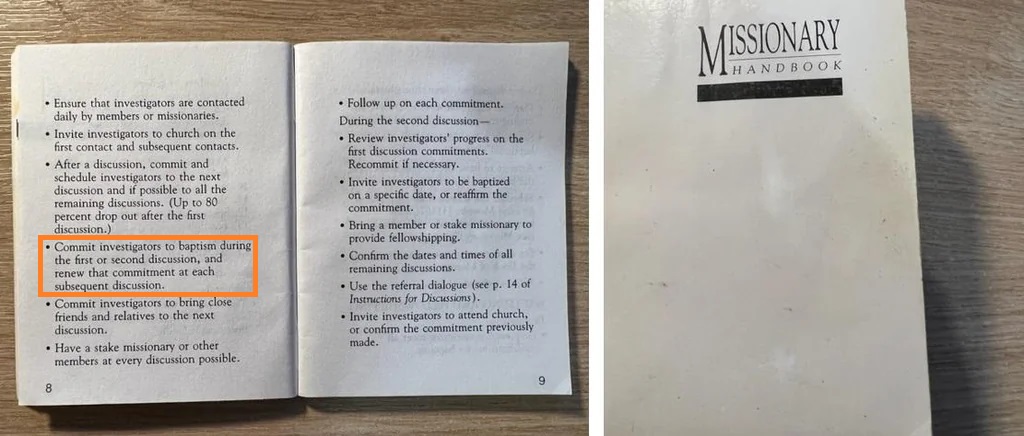 • Ensure that investigators are contacted
daily by members or missionaries.
• Invite investigators to church on the
first contact and subsequent contacts.
• After a discussion, commit and
schedule investigators to the next
discussion and if possible to all the
remaining discussions. (Up to 80
percent drop out after the first
discussion.)
• Commit investigators to baptism during
the first or second discussion, and
renew that commitment at each
subsequent discussion.
• Commit investigators to bring close
friends and relatives to the next
discussion.
• Have a stake missionary or other
members at every discussion possible.
8
• Follow up on each commitment.
During the second discussion—
• Review investigators' progress on the
first discussion commitments.
Recommit if necessary.
• Invite investigators to be baptized
on a specific date, or reaffirm the
commitment.
• Bring a member or stake missionary to
provide fellowshipping.
• Confirm the dates and times of all
remaining discussions.
• Use the referral dialogue (see p. 14 of
Instructions for Discussions).
• Invite investigators to attend church,
or confirm the commitment previously
made.
9
MISSIONARY
HANDBOOK